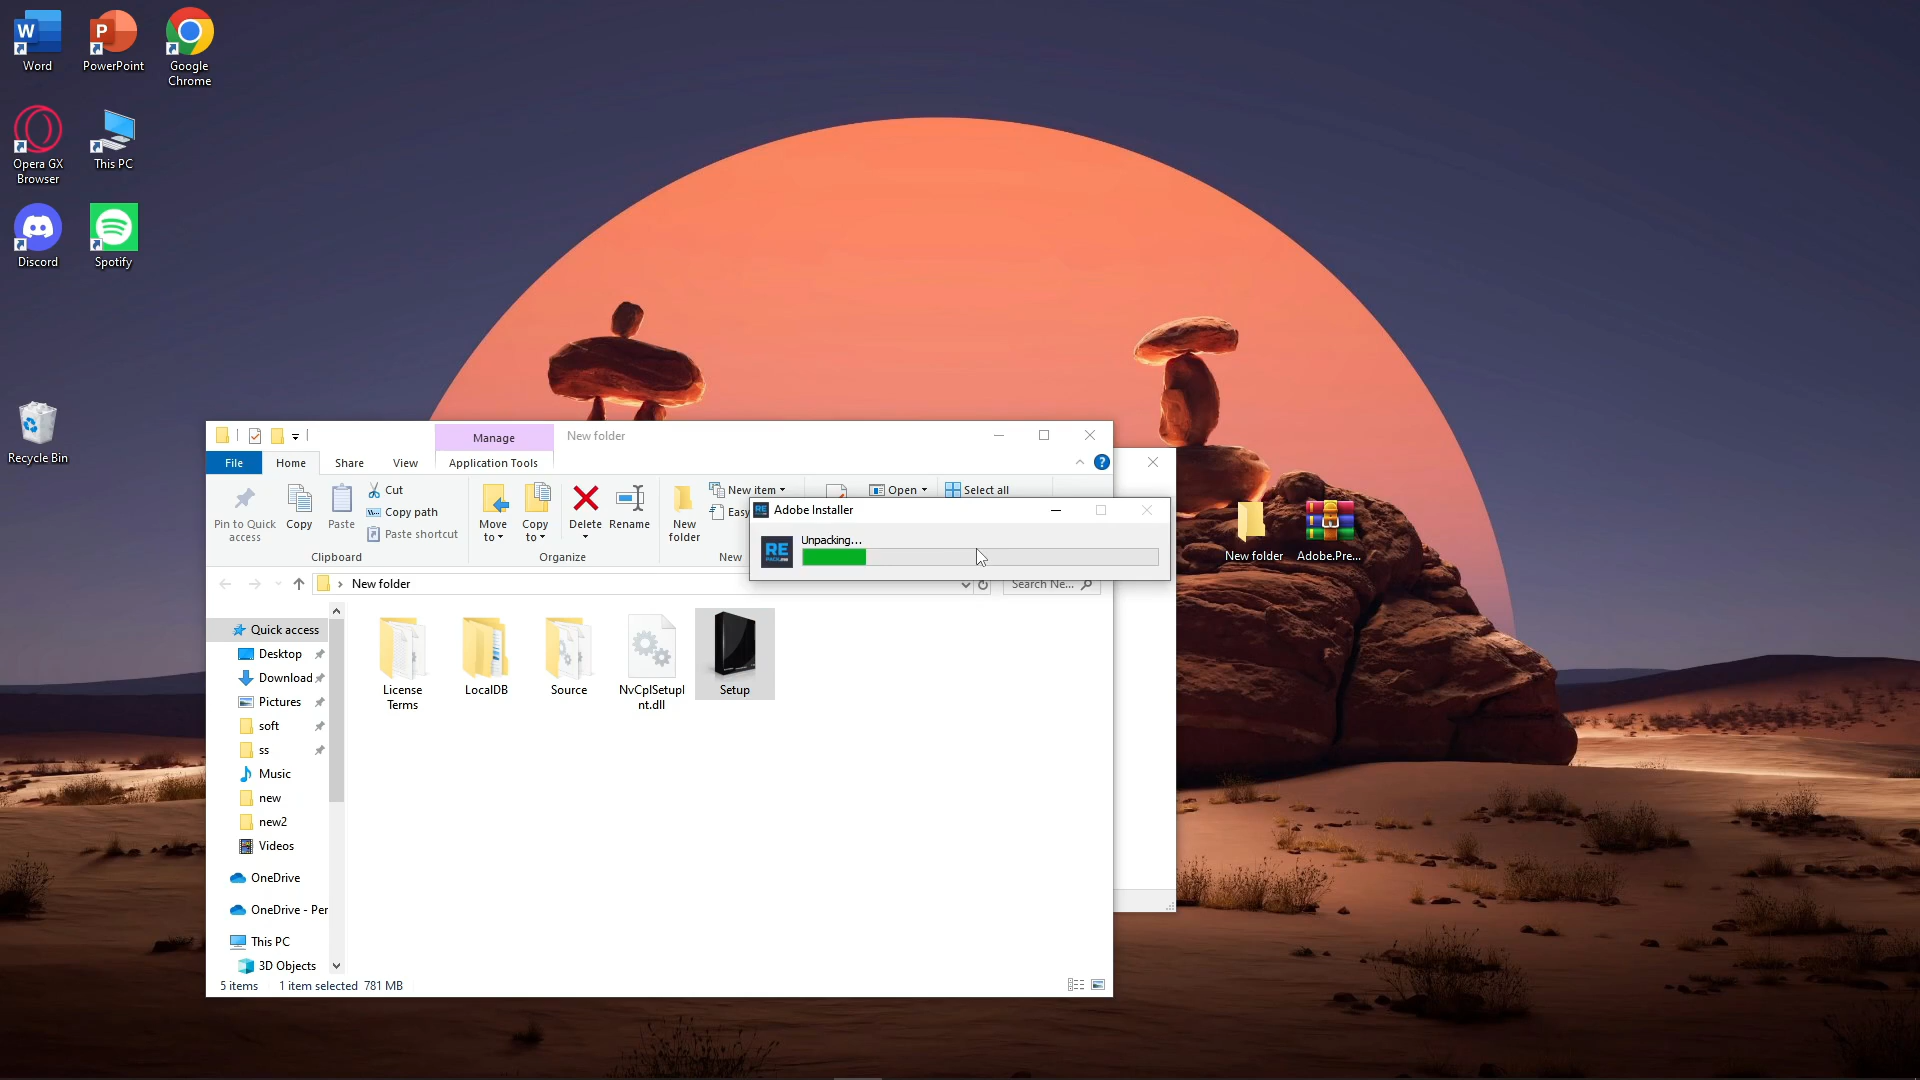 Word
PowerPoint
Google
Chrome
Opera GX
Browser
This PC
Discord
Spotify
Recycle Bin
Manage
New folder
File
Home
Share
View
Application Tools
Pin to Quick
access
Copy
Paste
Cut
Copy path
Paste shortcut
Clipboard
Move
to
Copy
to
Delete
Rename
Organize
New
folder
New item
Easy
New
Open
Select all
Adobe Installer
RE
Unpacking...
New folder
Search Ne...
Quick access
Desktop
Download
Pictures
soft
ss
Music
new
new2
Videos
OneDrive
OneDrive - Per
This PC
3D Objects
License
Terms
LocalDB
Source
NvCplSetupI
nt.dll
Setup
5 items
1 item selected 781 MB
New folder
Adobe.Pre...